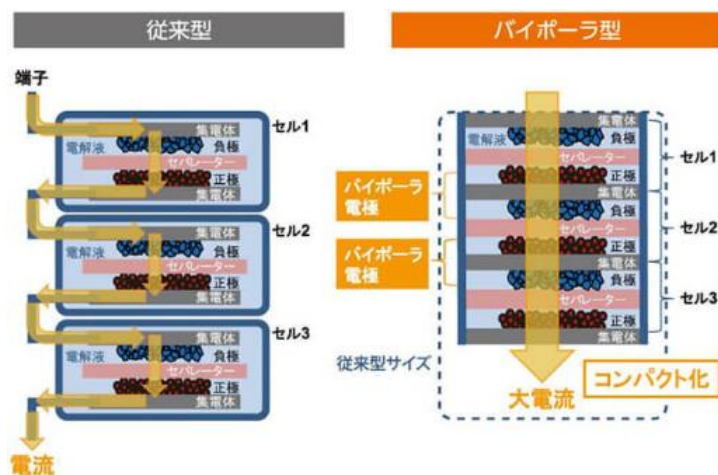 従来型
端子
セル1
集電体
電解液
負極
セパレーター
正極
集電体
セル2
集電体
電解液
負極
セパレーター
正極
集電体
セル3
集電体
電解液
負極
セパレーター
正極
集電体
電流
バイポーラ型
集電体
電解液
負極
セパレーター
セル1
正極
バイポーラ
電極
集電体
負極
セパレーター
セル2
正極
バイポーラ
電極
集電体
負極
セパレーター
セル3
正極
集電体
従来型サイズ
大電流
コンパクト化